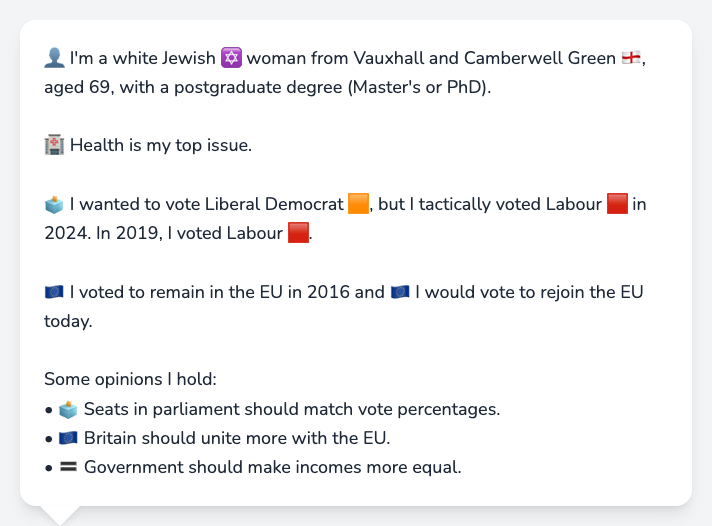 👤 I'm a white Jewish ✡️ woman from Vauxhall and Camberwell Green 🏴󠁧󠁢󠁥󠁮󠁧󠁿,
aged 69, with a postgraduate degree (Master's or PhD).
🏥 Health is my top issue.
🗳️ I wanted to vote Liberal Democrat 🟧, but I tactically voted Labour 🟥 in
2024. In 2019, I voted Labour 🟥.
🇪🇺 I voted to remain in the EU in 2016 and 🇪🇺 I would vote to rejoin the EU
today.
Some opinions I hold:
• 🗳️ Seats in parliament should match vote percentages.
• 🇪🇺 Britain should unite more with the EU.
• 🟰 Government should make incomes more equal.